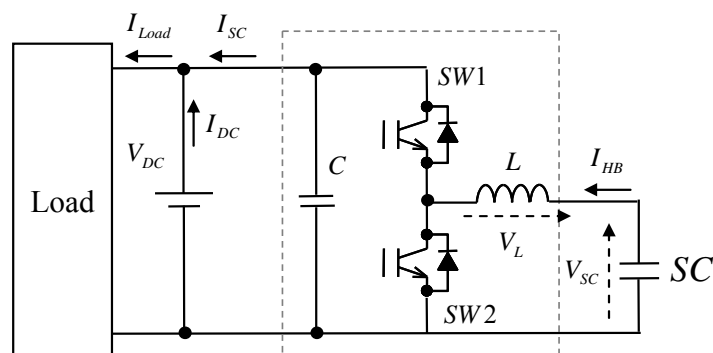 I_Load
I_SC
SW1
I_DC
V_DC
C
L
I_HB
Load
V_L
V_SC
SC
SW2